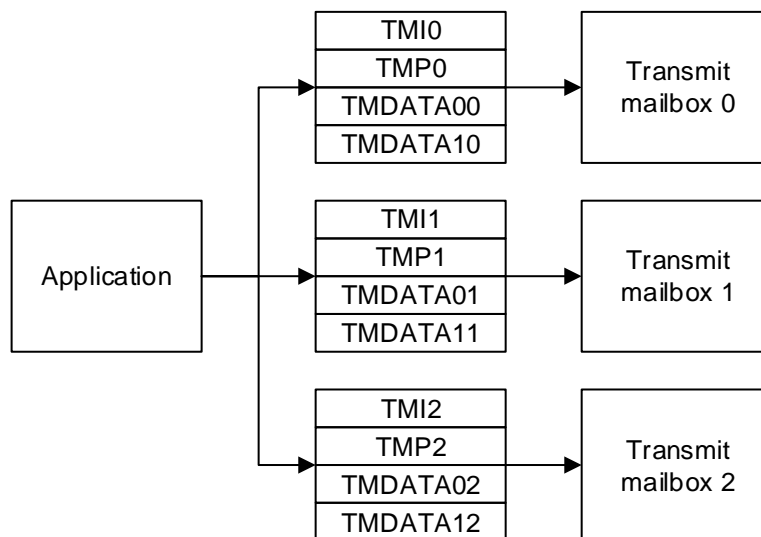 TMI0
TMP0
TMDATA00
TMDATA10
Transmit
mailbox 0
Application
TMI1
TMP1
TMDATA01
TMDATA11
Transmit
mailbox 1
TMI2
TMP2
TMDATA02
TMDATA12
Transmit
mailbox 2